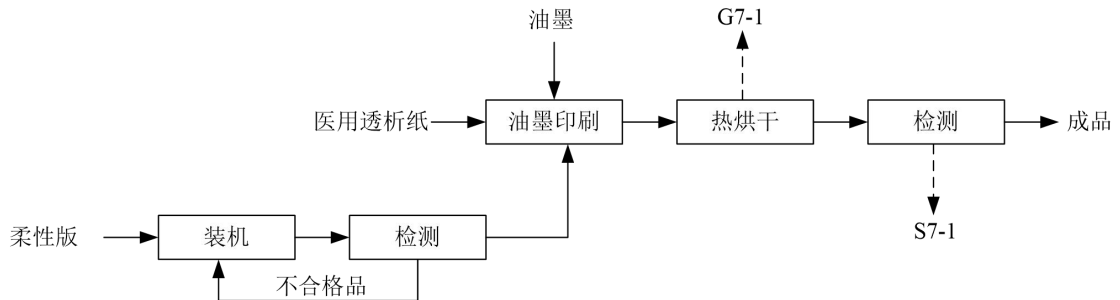 油墨
G7-1
医用透析纸
油墨印刷
热烘干
检测
成品
S7-1
柔性版
装机
检测
不合格品